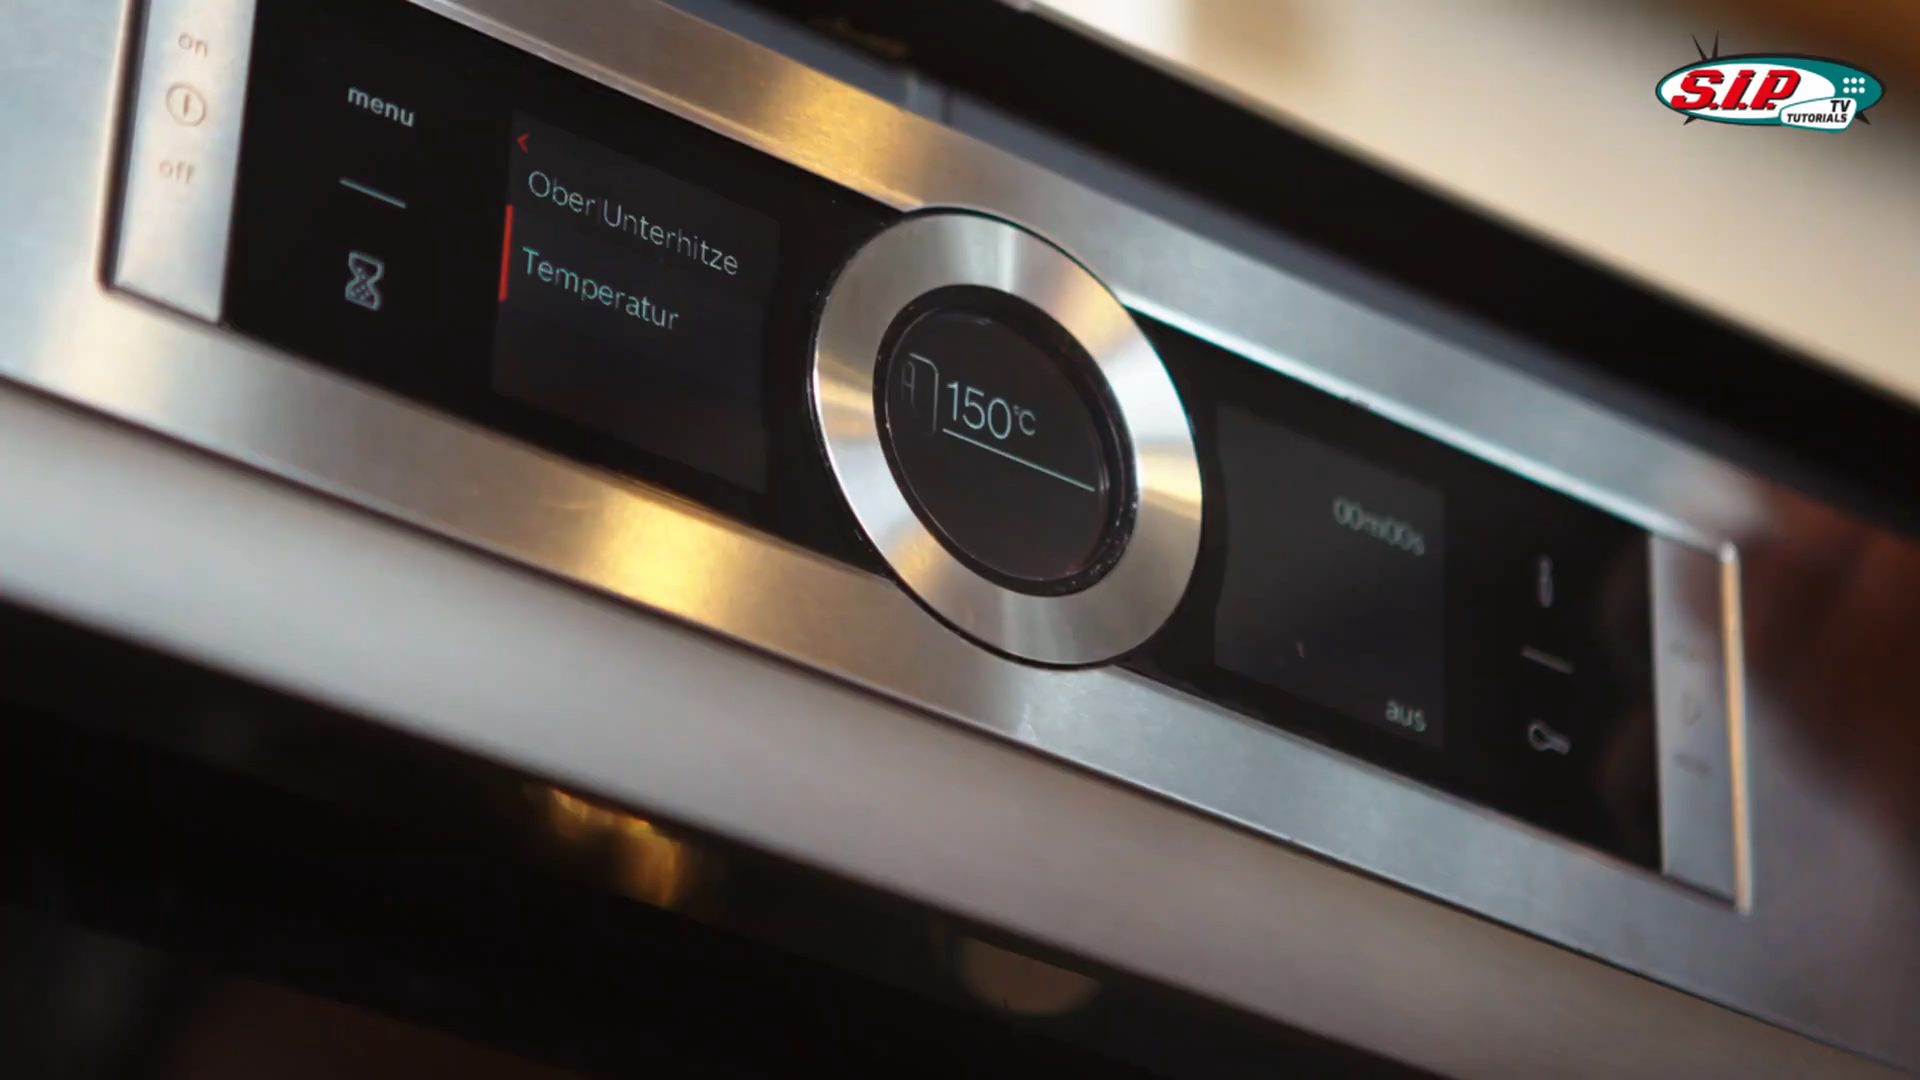 on
off
menu
Ober Unterhitze
Temperatur
150°C
00m00s
aus
S.I.P.
TV
TUTORIALS